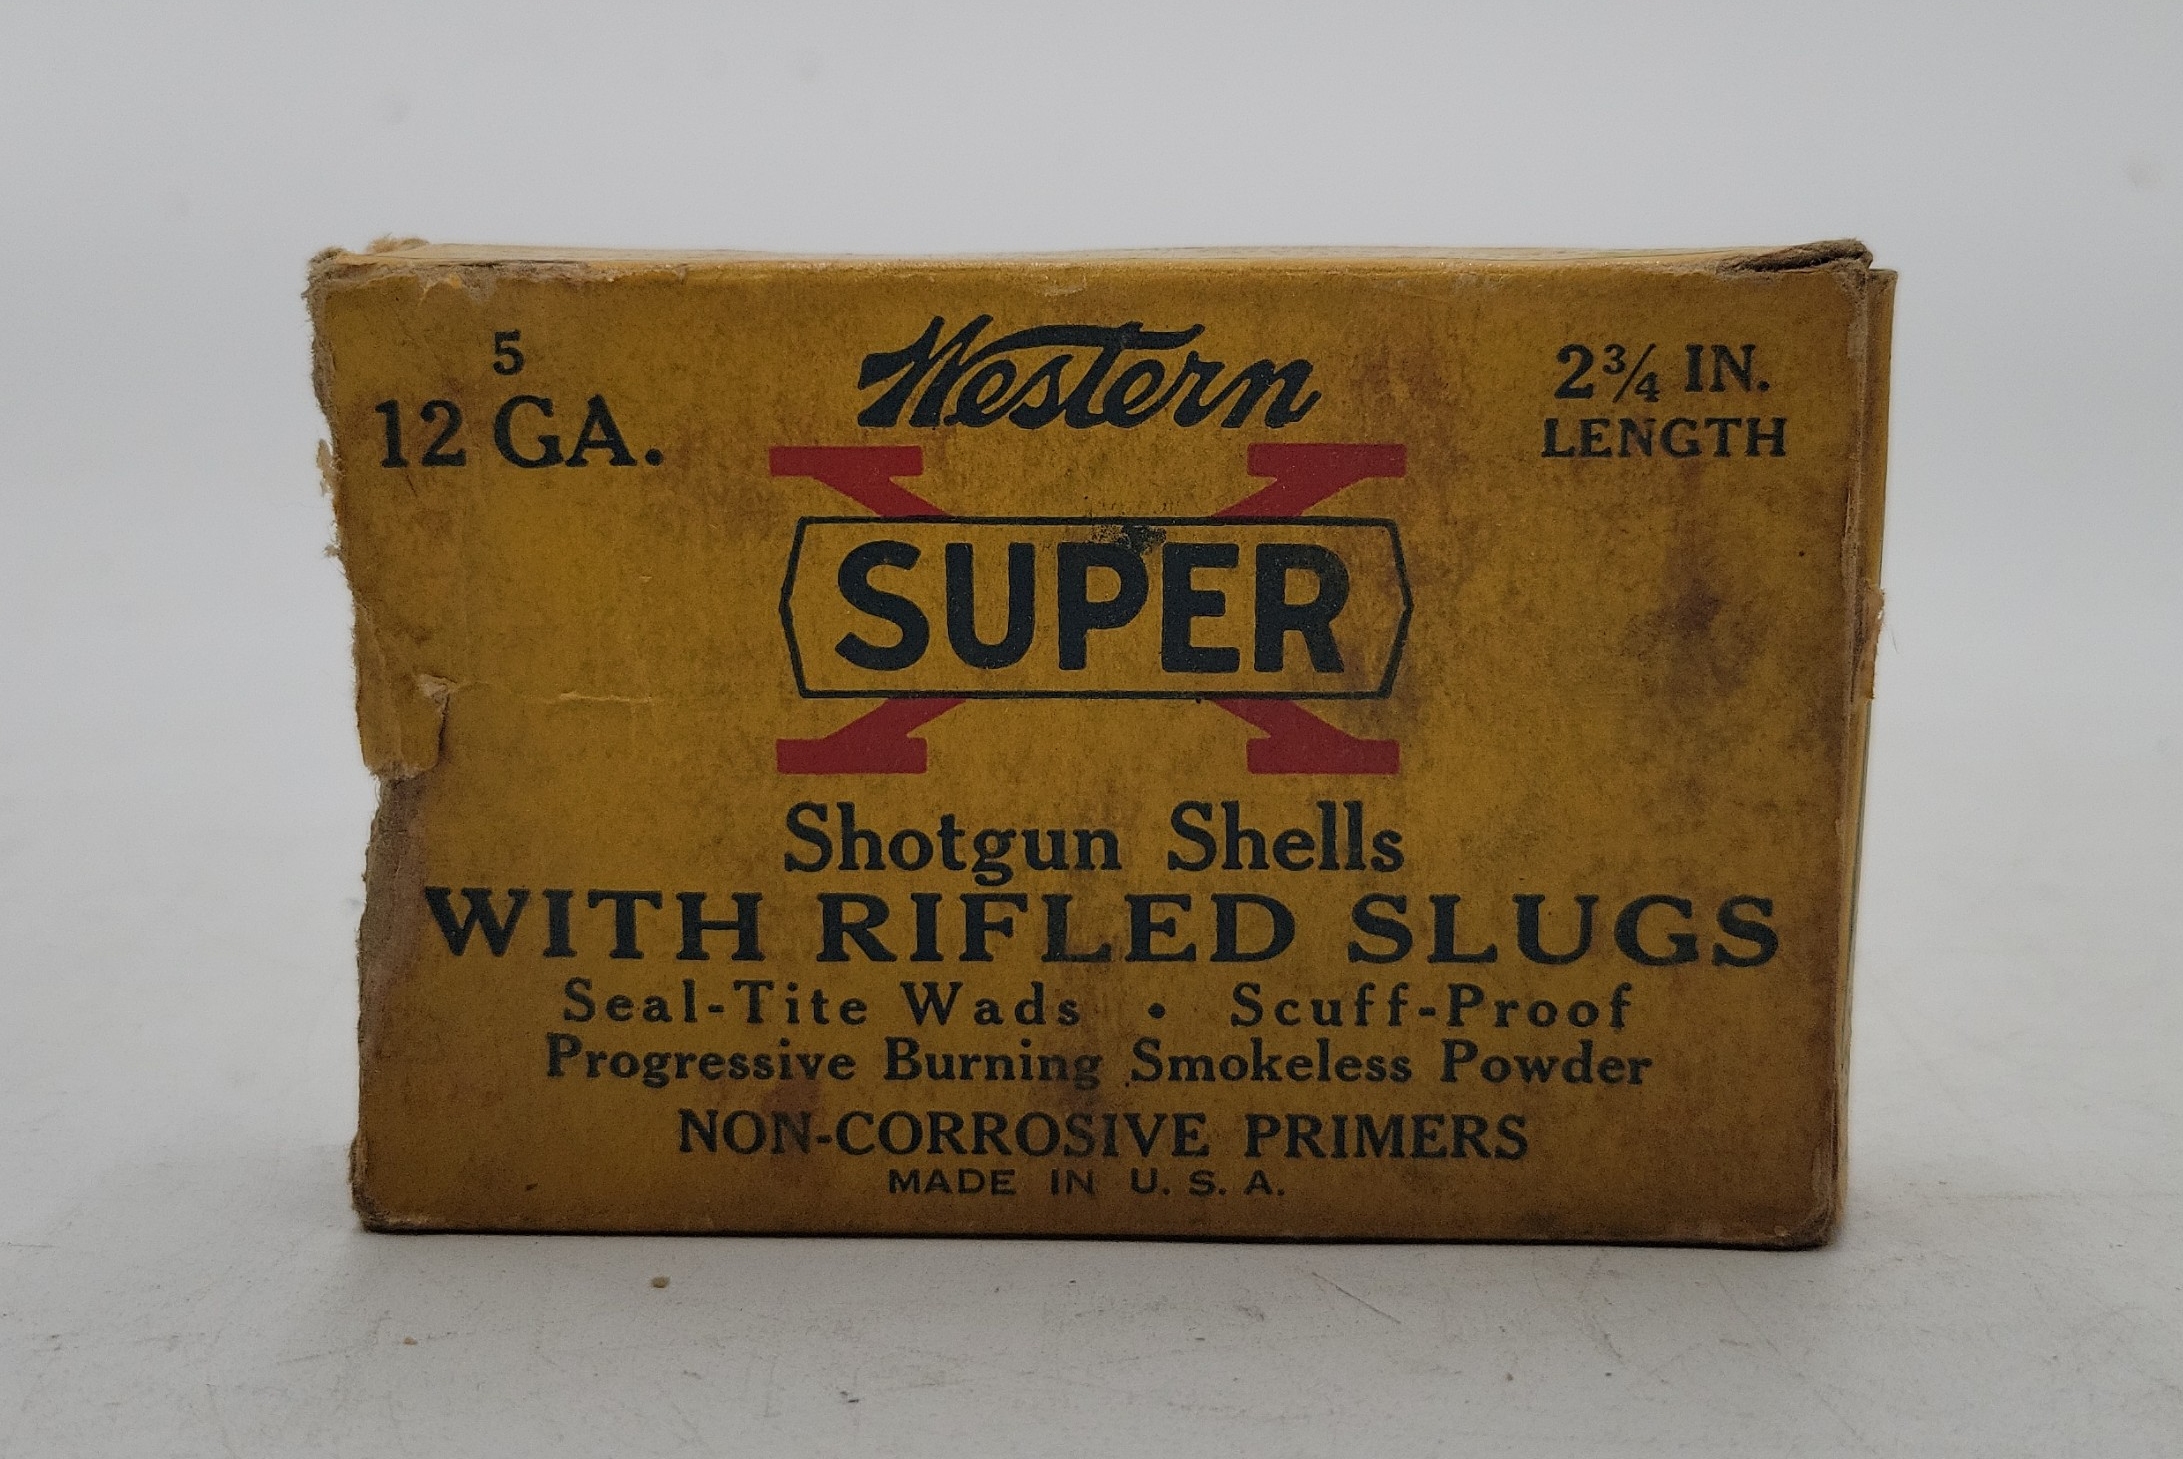 5
12 GA.
Western
2¾ IN.
LENGTH
SUPER
X
Shotgun Shells
WITH RIFLED SLUGS
Seal-Tite Wads • Scuff-Proof
Progressive Burning Smokeless Powder
NON-CORROSIVE PRIMERS
MADE IN U. S. A.